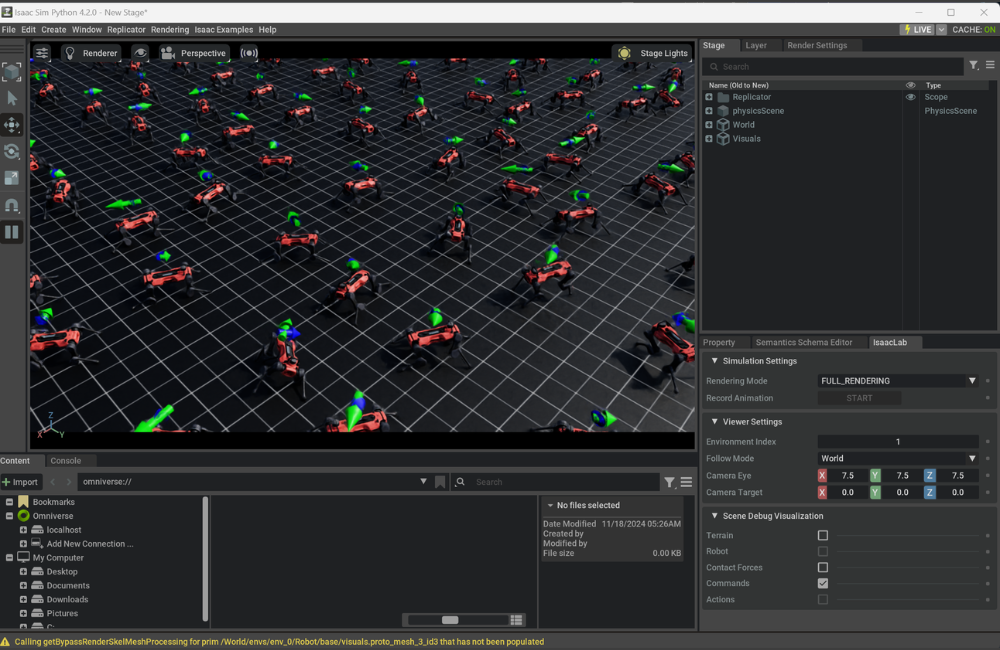 Isaac Sim Python 4.2.0 - New Stage*
File Edit Create Window Replicator Rendering Isaac Examples Help
LIVE CACHE: ON
Renderer Perspective Stage Lights
Stage Layer Render Settings
Search
Name (Old to New) Type
Replicator Scope
physicsScene PhysicsScene
World
Visuals
Z
X Y
Property Semantics Schema Editor IsaacLab
Simulation Settings
Rendering Mode FULL_RENDERING
Record Animation START
Viewer Settings
Environment Index 1
Follow Mode World
Camera Eye X 7.5 Y 7.5 Z 7.5
Camera Target X 0.0 Y 0.0 Z 0.0
Scene Debug Visualization
Terrain
Robot
Contact Forces
Commands
Actions
Content Console
Import omniverse:// Search
Bookmarks
Omniverse
localhost
Add New Connection ...
My Computer
Desktop
Documents
Downloads
Pictures
C:
No files selected
Date Modified 11/18/2024 05:26AM
Created by
Modified by
File size 0.00 KB
Calling getBypassRenderSkelMeshProcessing for prim /World/envs/env_0/Robot/base/visuals.proto_mesh_3_id3 that has not been populated